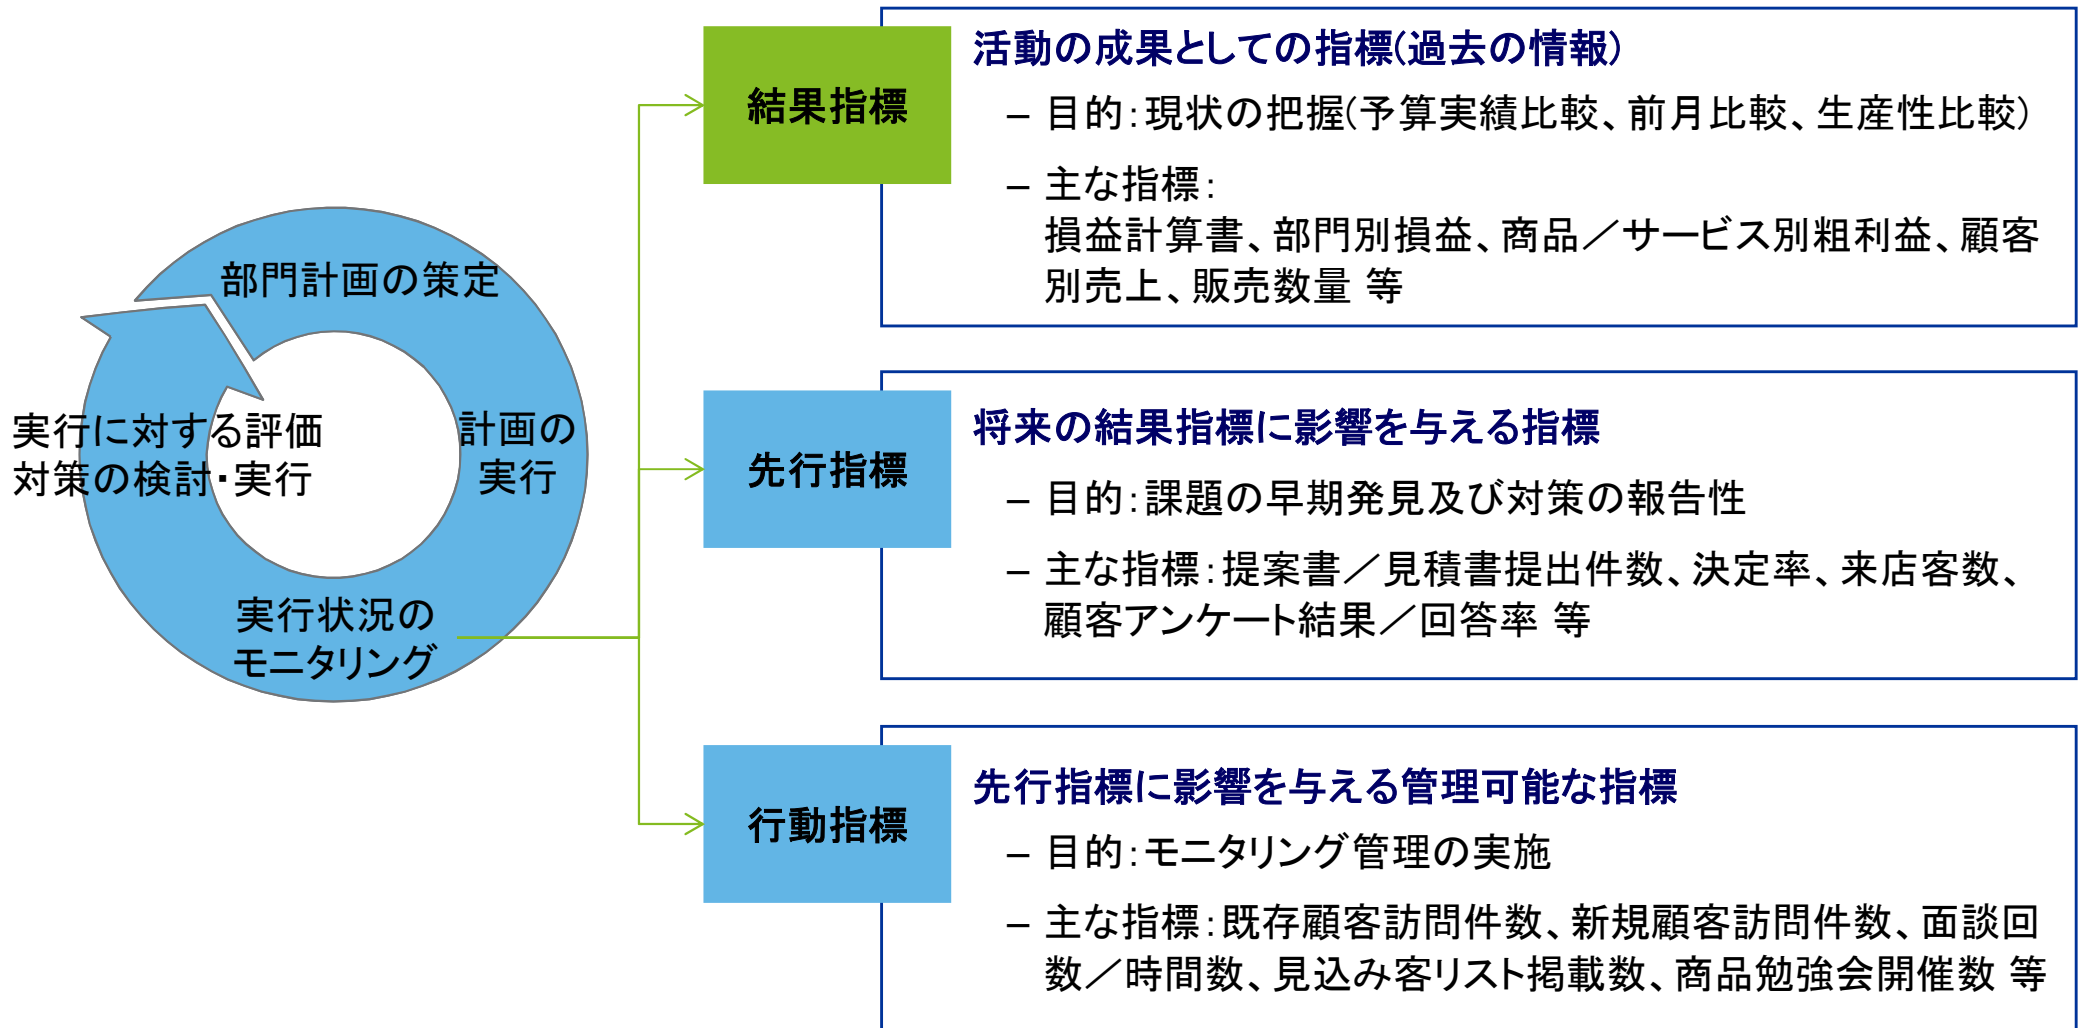 部門計画の策定
計画の
実行
実行状況の
モニタリング
実行に対する評価
対策の検討・実行
結果指標
活動の成果としての指標(過去の情報)
– 目的:現状の把握(予算実績比較、前月比較、生産性比較)
– 主な指標:
損益計算書、部門別損益、商品／サービス別粗利益、顧客
別売上、販売数量 等
先行指標
将来の結果指標に影響を与える指標
– 目的:課題の早期発見及び対策の報告性
– 主な指標:提案書／見積書提出件数、決定率、来店客数、
顧客アンケート結果／回答率 等
行動指標
先行指標に影響を与える管理可能な指標
– 目的:モニタリング管理の実施
– 主な指標:既存顧客訪問件数、新規顧客訪問件数、面談回
数／時間数、見込み客リスト掲載数、商品勉強会開催数 等